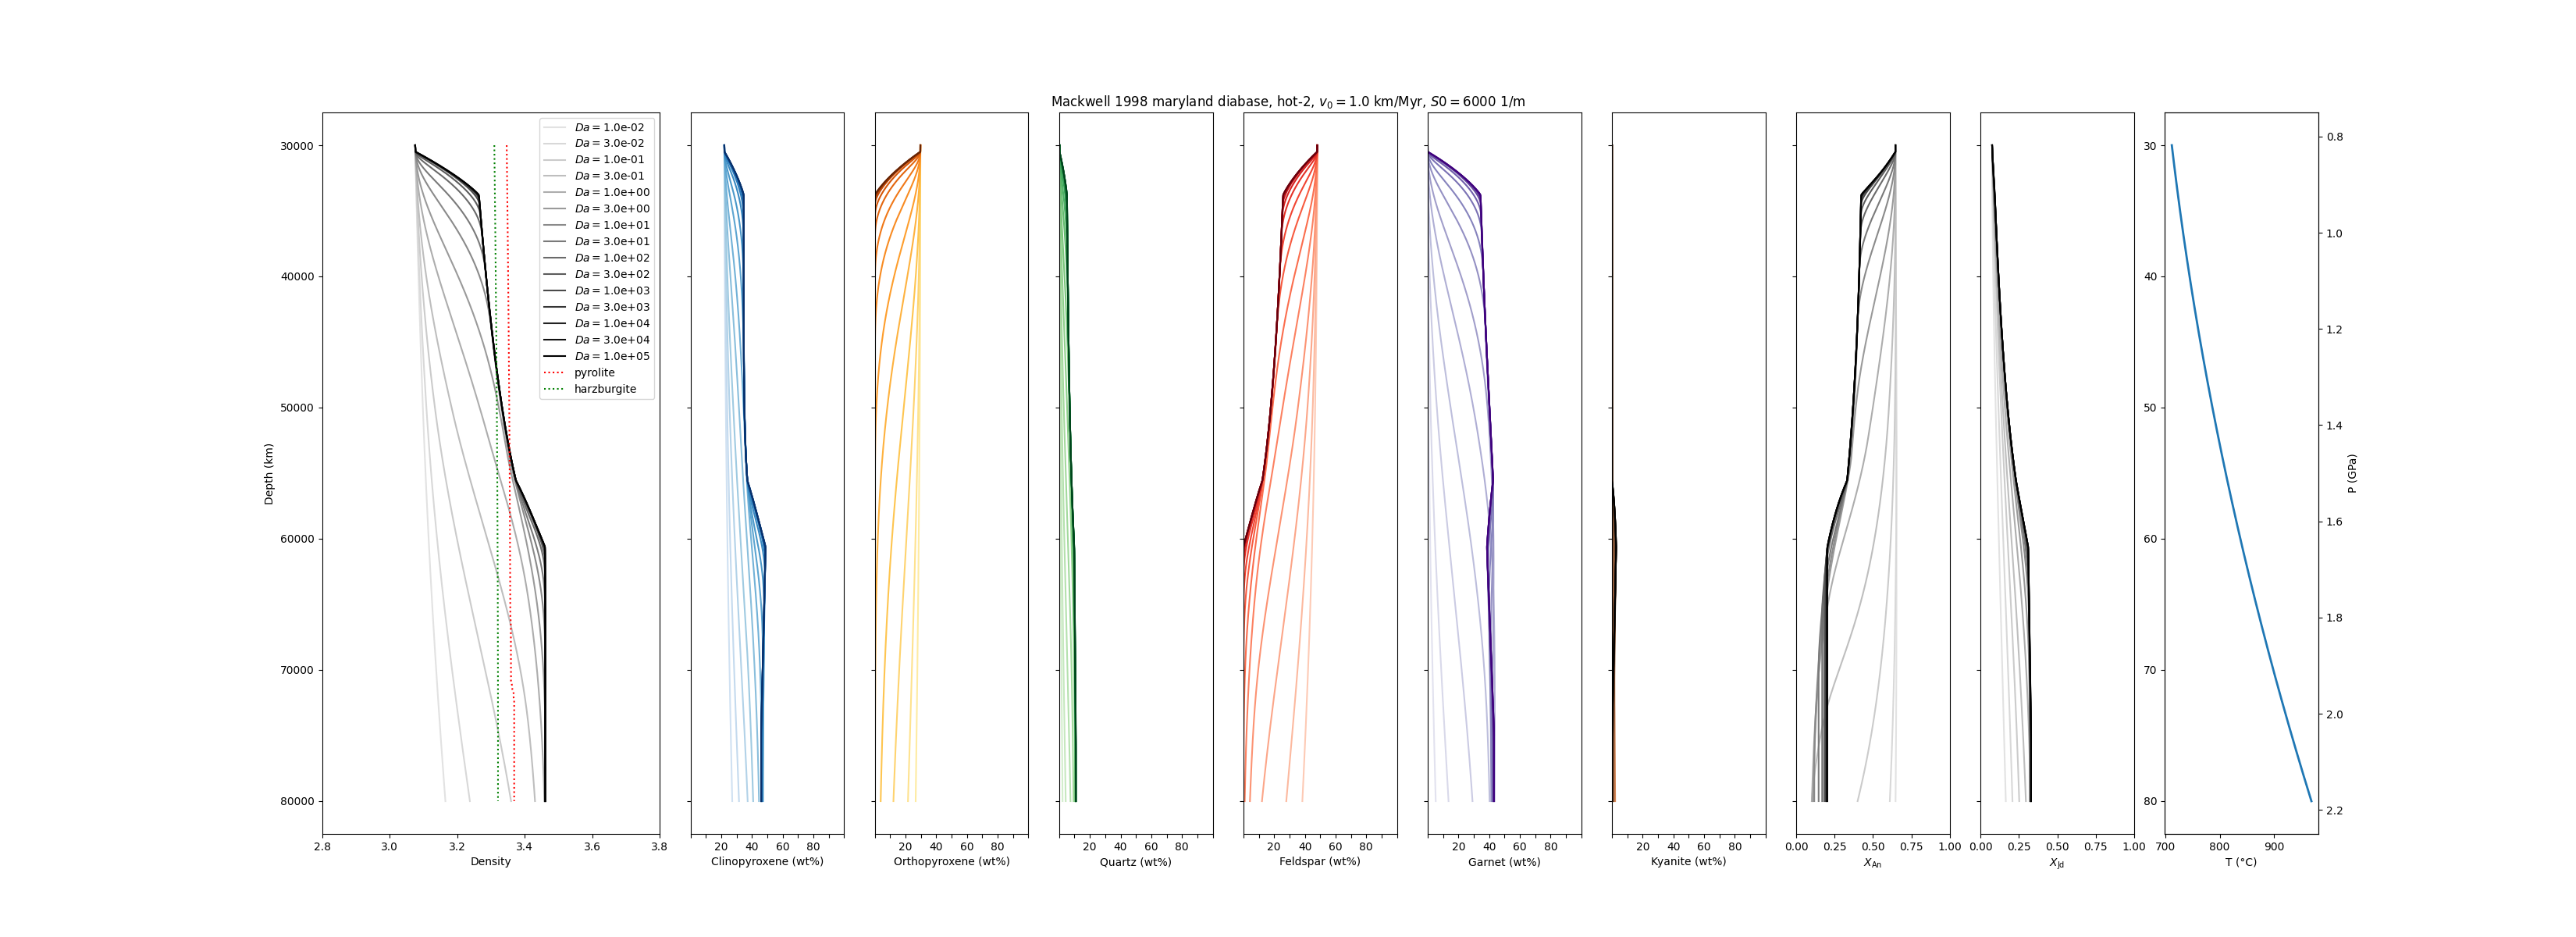 Mackwell 1998 maryland diabase, hot-2, v₀ = 1.0 km/Myr, S0 = 6000 1/m
Da = 1.0e-02
Da = 3.0e-02
Da = 1.0e-01
Da = 3.0e-01
Da = 1.0e+00
Da = 3.0e+00
Da = 1.0e+01
Da = 3.0e+01
Da = 1.0e+02
Da = 3.0e+02
Da = 1.0e+03
Da = 3.0e+03
Da = 1.0e+04
Da = 3.0e+04
Da = 1.0e+05
pyrolite
harzburgite
Depth (km)
30000
40000
50000
60000
70000
80000
2.8 3.0 3.2 3.4 3.6 3.8
Density
20 40 60 80
Clinopyroxene (wt%)
20 40 60 80
Orthopyroxene (wt%)
20 40 60 80
Quartz (wt%)
20 40 60 80
Feldspar (wt%)
20 40 60 80
Garnet (wt%)
20 40 60 80
Kyanite (wt%)
0.00 0.25 0.50 0.75 1.00
X_An
0.00 0.25 0.50 0.75 1.00
X_Jd
30
40
50
60
70
80
700 800 900
T (°C)
0.8
1.0
1.2
1.4
1.6
1.8
2.0
2.2
P (GPa)